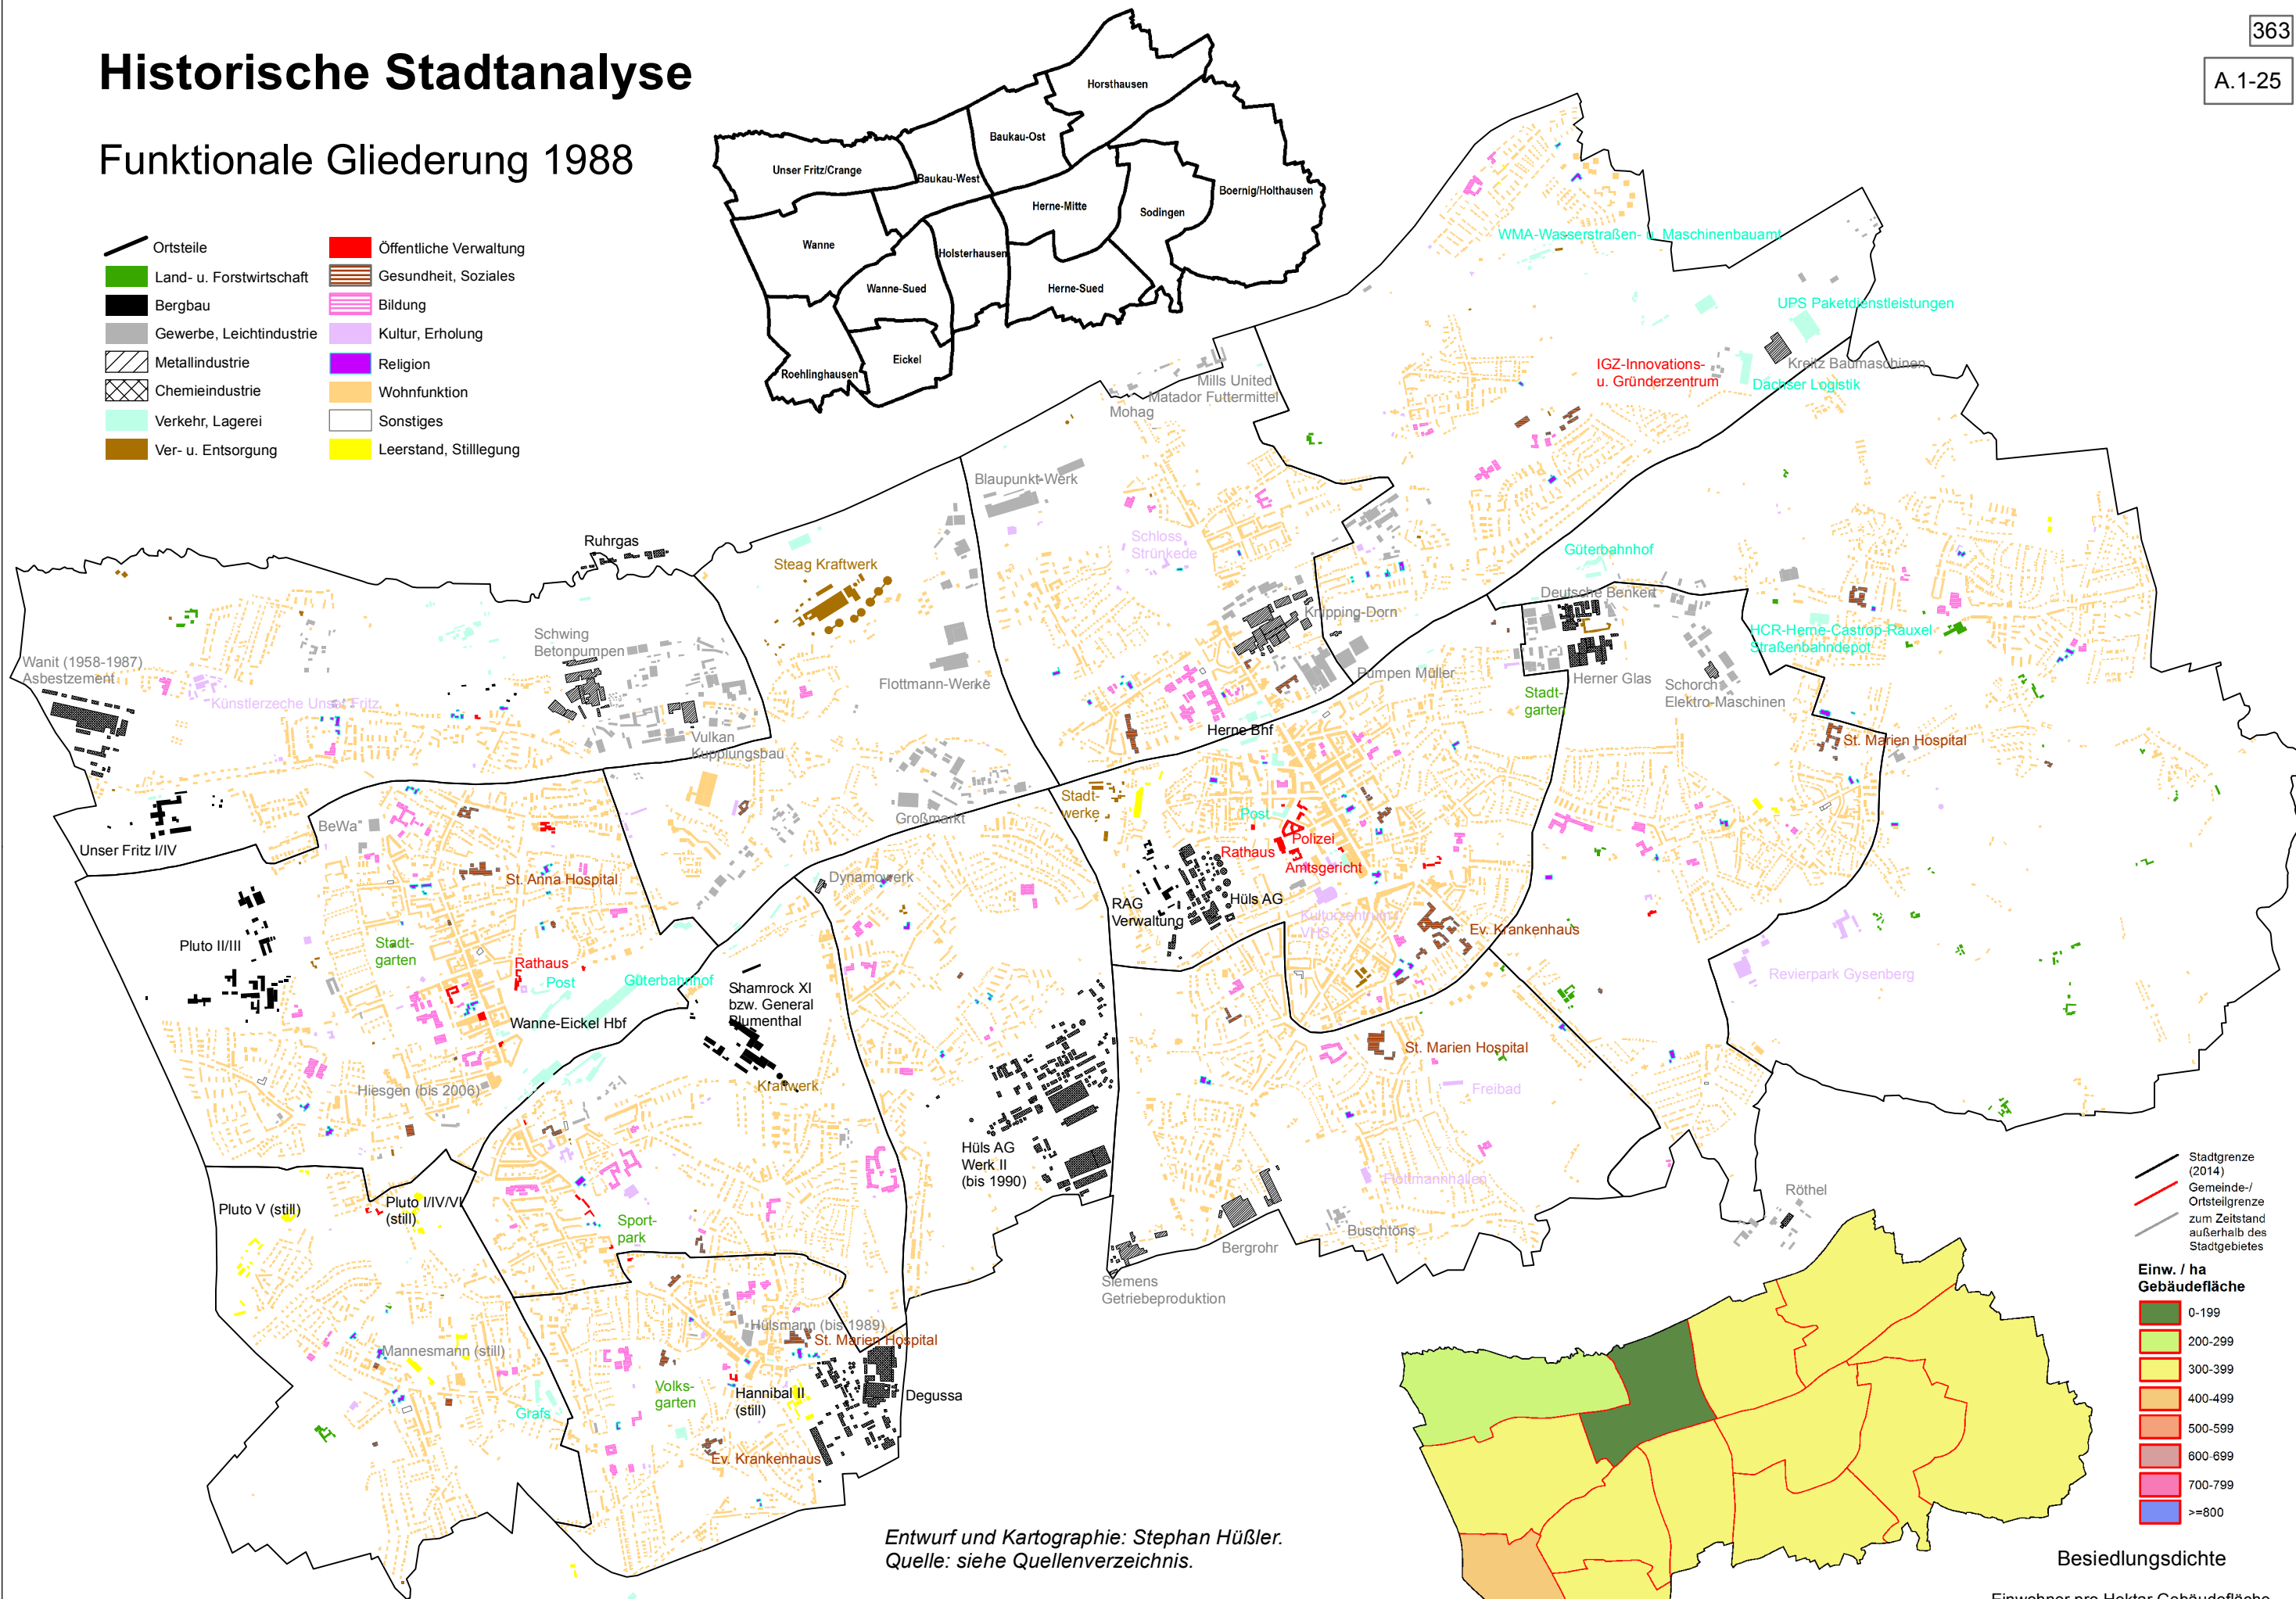 363
A.1-25
Historische Stadtanalyse
Funktionale Gliederung 1988
Ortsteile
Land- u. Forstwirtschaft
Bergbau
Gewerbe, Leichtindustrie
Metallindustrie
Chemieindustrie
Verkehr, Lagerei
Ver- u. Entsorgung
Öffentliche Verwaltung
Gesundheit, Soziales
Bildung
Kultur, Erholung
Religion
Wohnfunktion
Sonstiges
Leerstand, Stilllegung
Horsthausen
Baukau-Ost
Unser Fritz/Crange
Baukau-West
Boernig/Holthausen
Herne-Mitte
Sodingen
Wanne
Holsterhausen
Wanne-Sued
Herne-Sued
Eickel
Roehlinghausen
WMA-Wasserstraßen- u. Maschinenbauamt
UPS Paketdienstleistungen
IGZ-Innovations-
u. Gründerzentrum
Kreitz Baumaschinen
Dachser Logistik
Mills United
Matador Futtermittel
Mohag
Blaupunkt-Werk
Ruhrgas
Schloss
Strünkede
Güterbahnhof
Steag Kraftwerk
Deutsche Benkert
Knipping-Dorn
Schwing
Betonpumpen
HCR-Herne-Castrop-Rauxel
Straßenbahndepot
Wanit (1958-1987)
Asbestzement
Flottmann-Werke
Pumpen Müller
Herner Glas
Schorch
Elektro-Maschinen
Stadt-
garten
Künstlerzeche Unser Fritz
Vulkan
Kupplungsbau
Herne Bhf
St. Marien Hospital
Stadt-
werke
Großmarkt
Post
BeWa
Polizei
Unser Fritz I/IV
Rathaus
Amtsgericht
St. Anna Hospital
Dynamowerk
RAG
Verwaltung
Hüls AG
Kulturzentrum
VHS
Ev. Krankenhaus
Pluto II/III
Stadt-
garten
Rathaus
Post
Güterbahnhof
Revierpark Gysenberg
Shamrock XI
bzw. General
Blumenthal
Wanne-Eickel Hbf
St. Marien Hospital
Kraftwerk
Hiesgen (bis 2006)
Freibad
Hüls AG
Werk II
(bis 1990)
Flottmannhallen
Pluto V (still)
Pluto I/IV/VI
(still)
Sport-
park
Röthel
Buschtöns
Bergrohr
Siemens
Getriebeproduktion
Hülsmann (bis 1989)
St. Marien Hospital
Mannesmann (still)
Volks-
garten
Hannibal II
(still)
Degussa
Grafs
Ev. Krankenhaus
Stadtgrenze
(2014)
Gemeinde-/
Ortsteilgrenze
zum Zeitstand
außerhalb des
Stadtgebietes
Einw. / ha
Gebäudefläche
0-199
200-299
300-399
400-499
500-599
600-699
700-799
>=800
Besiedlungsdichte
Einwohner pro Hektar Gebäudefläche
Entwurf und Kartographie: Stephan Hüßler.
Quelle: siehe Quellenverzeichnis.